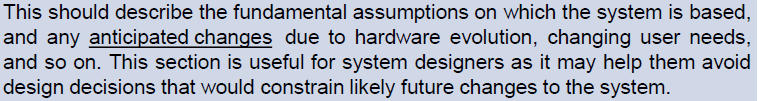 This should describe the fundamental assumptions on which the system is based,
and any anticipated changes due to hardware evolution, changing user needs,
and so on. This section is useful for system designers as it may help them avoid
design decisions that would constrain likely future changes to the system.